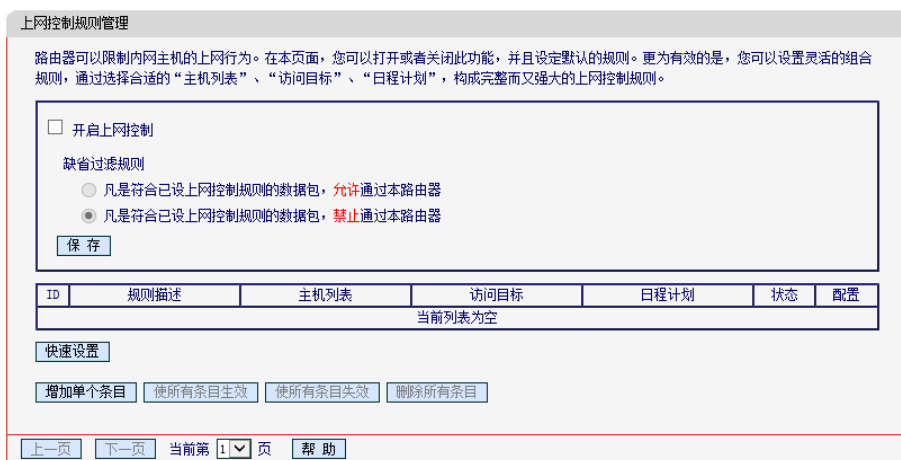 上网控制规则管理
路由器可以限制内网主机的上网行为。在本页面，您可以打开或者关闭此功能，并且设定默认的规则。更为有效的是，您可以设置灵活的组合
规则，通过选择合适的“主机列表”、“访问目标”、“日程计划”，构成完整而又强大的上网控制规则。
开启上网控制
缺省过滤规则
凡是符合已设上网控制规则的数据包，允许通过本路由器
凡是符合已设上网控制规则的数据包，禁止通过本路由器
保 存
ID 规则描述 主机列表 访问目标 日程计划 状态 配置
当前列表为空
快速设置
增加单个条目 使所有条目生效 使所有条目失效 删除所有条目
上一页 下一页 当前第 1 页 帮 助